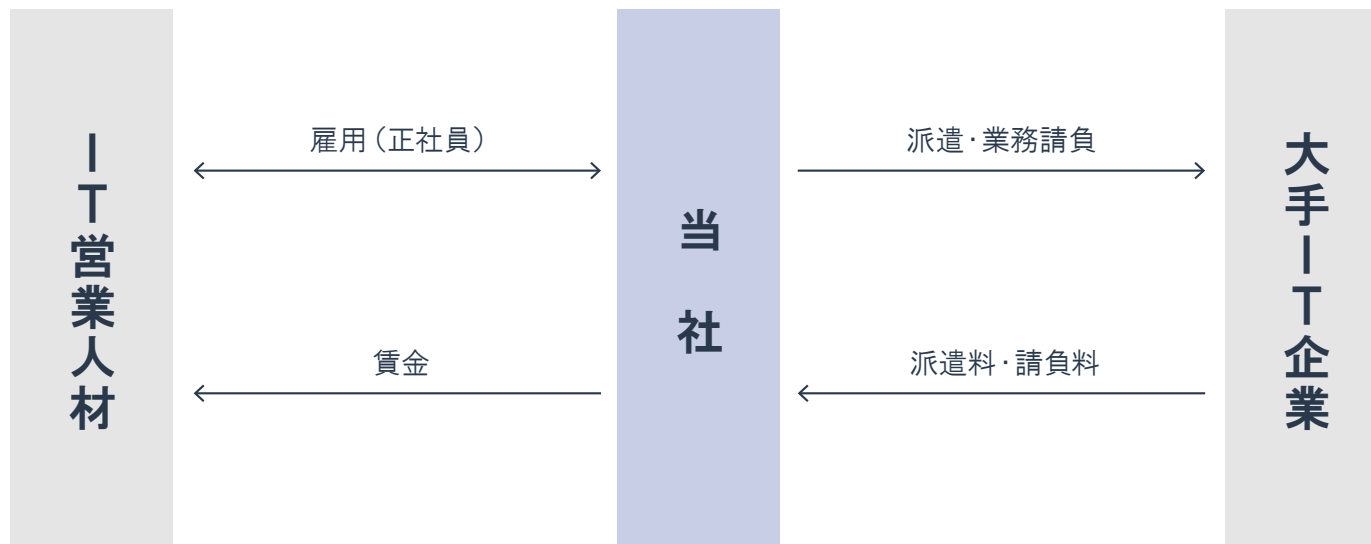 IT営業人材
雇用（正社員）
賃金
当社
派遣・業務請負
派遣料・請負料
大手IT企業